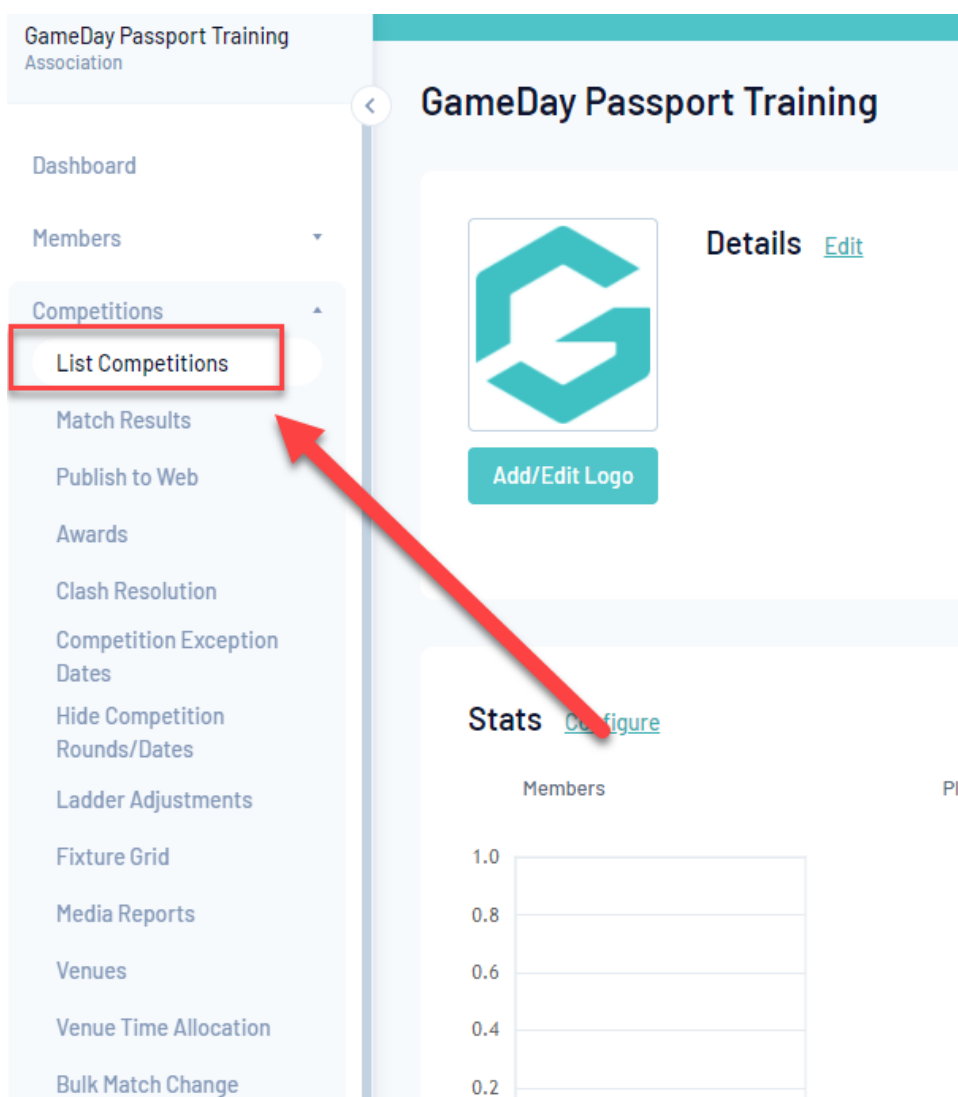 GameDay Passport Training
Association
GameDay Passport Training
Dashboard
Members
Competitions
List Competitions
Match Results
Publish to Web
Awards
Clash Resolution
Competition Exception
Dates
Hide Competition
Rounds/Dates
Ladder Adjustments
Fixture Grid
Media Reports
Venues
Venue Time Allocation
Bulk Match Change
Details Edit
Add/Edit Logo
Stats Configure
Members
1.0
0.8
0.6
0.4
0.2